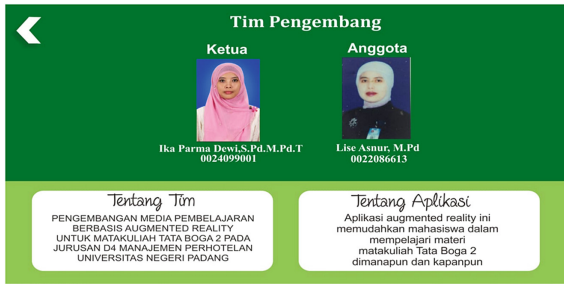 Tim Pengembang
Ketua
Anggota
Ika Parma Dewi,S.Pd.M.Pd.T
0024099001
Lise Asnur, M.Pd
0022086613
Tentang Tim
PENGEMBANGAN MEDIA PEMBELAJARAN
BERBASIS AUGMENTED REALITY
UNTUK MATAKULIAH TATA BOGA 2 PADA
JURUSAN D4 MANAJEMEN PERHOTELAN
UNIVERSITAS NEGERI PADANG
Tentang Aplikasi
Aplikasi augmented reality ini
memudahkan mahasiswa dalam
mempelajari materi
matakuliah Tata Boga 2
dimanapun dan kapanpun